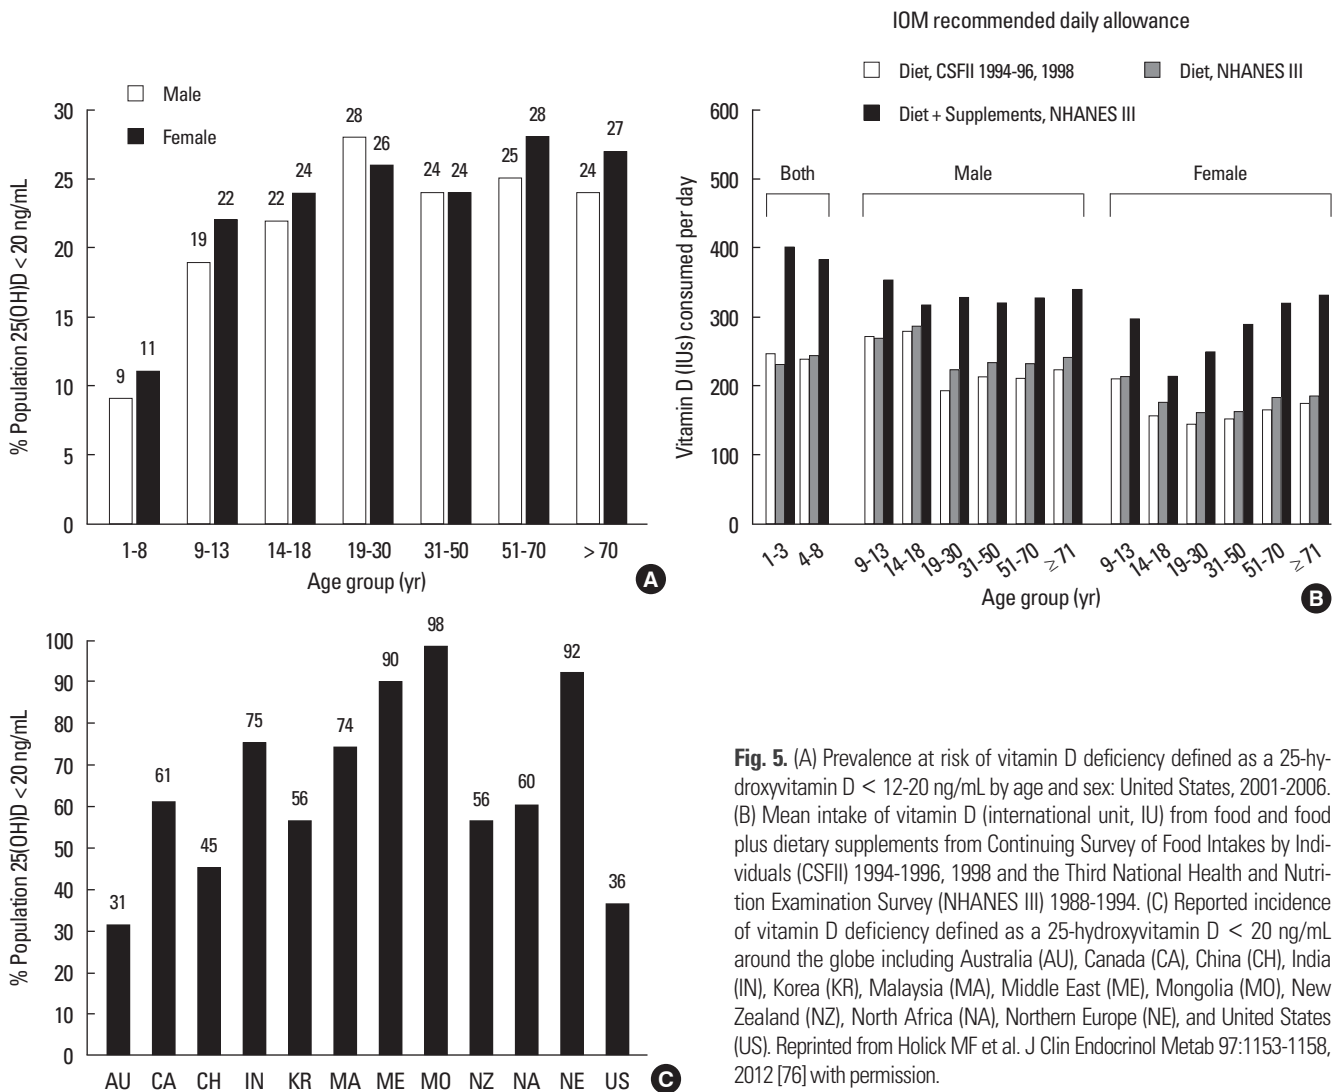 Male
Female
30
25
20
15
10
5
0
% Population 25(OH)D < 20 ng/mL
9
11
19
22
22
24
28
26
24
24
25
28
24
27
1-8
9-13
14-18
19-30
31-50
51-70
> 70
Age group (yr)
A
IOM recommended daily allowance
Diet, CSFII 1994-96, 1998
Diet, NHANES III
Diet + Supplements, NHANES III
600
500
400
300
200
100
0
Vitamin D (IUs) consumed per day
Both
Male
Female
1-3
4-8
9-13
14-18
19-30
31-50
51-70
≥ 71
9-13
14-18
19-30
31-50
51-70
≥ 71
Age group (yr)
B
100
90
80
70
60
50
40
30
20
10
0
% Population 25(OH)D < 20 ng/mL
31
61
45
75
56
74
90
98
56
60
92
36
AU
CA
CH
IN
KR
MA
ME
MO
NZ
NA
NE
US
C
Fig. 5. (A) Prevalence at risk of vitamin D deficiency defined as a 25-hy-
droxyvitamin D < 12-20 ng/mL by age and sex: United States, 2001-2006.
(B) Mean intake of vitamin D (international unit, IU) from food and food
plus dietary supplements from Continuing Survey of Food Intakes by Indi-
viduals (CSFII) 1994-1996, 1998 and the Third National Health and Nutri-
tion Examination Survey (NHANES III) 1988-1994. (C) Reported incidence
of vitamin D deficiency defined as a 25-hydroxyvitamin D < 20 ng/mL
around the globe including Australia (AU), Canada (CA), China (CH), India
(IN), Korea (KR), Malaysia (MA), Middle East (ME), Mongolia (MO), New
Zealand (NZ), North Africa (NA), Northern Europe (NE), and United States
(US). Reprinted from Holick MF et al. J Clin Endocrinol Metab 97:1153-1158,
2012 [76] with permission.